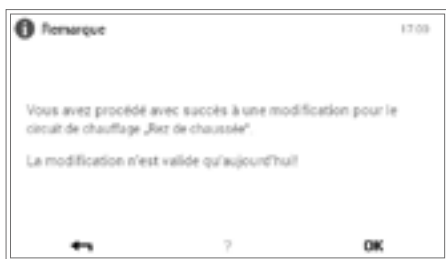 Remarque 17:09
Vous avez procédé avec succès à une modification pour le
circuit de chauffage „Rez de chaussée“.
La modification n'est valide qu'aujourd'hui!
? OK